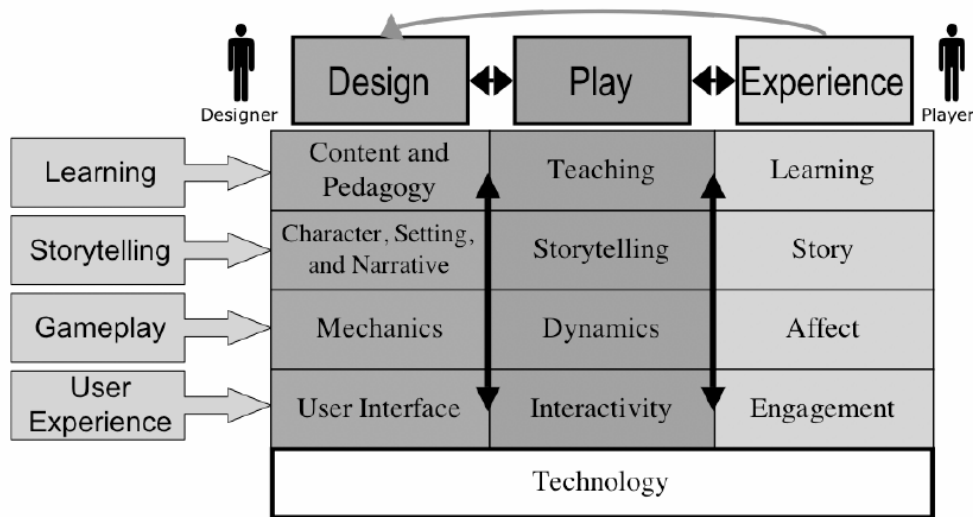 Designer
Design
Play
Experience
Player
Learning
Content and
Pedagogy
Teaching
Learning
Storytelling
Character, Setting,
and Narrative
Storytelling
Story
Gameplay
Mechanics
Dynamics
Affect
User
Experience
User Interface
Interactivity
Engagement
Technology